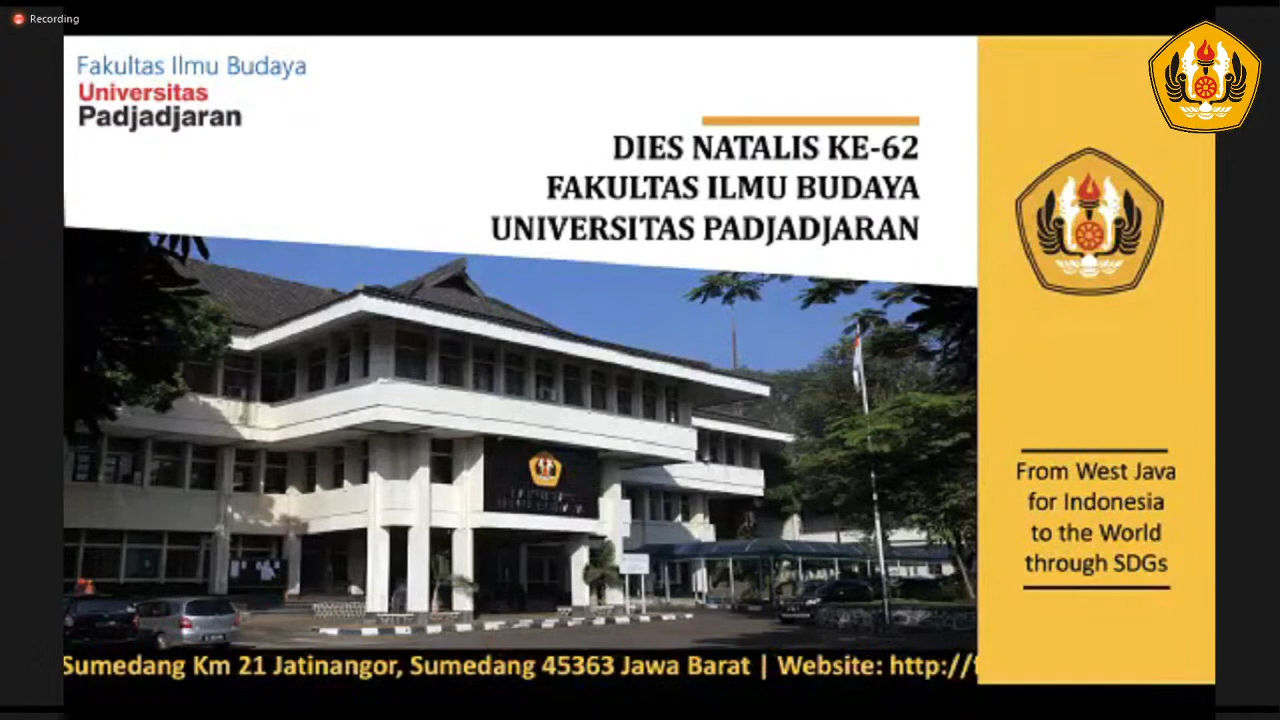 Recording
Fakultas Ilmu Budaya
Universitas
Padjadjaran
DIES NATALIS KE-62
FAKULTAS ILMU BUDAYA
UNIVERSITAS PADJADJARAN
From West Java
for Indonesia
to the World
through SDGs
Sumedang Km 21 Jatinangor, Sumedang 45363 Jawa Barat | Website: http://